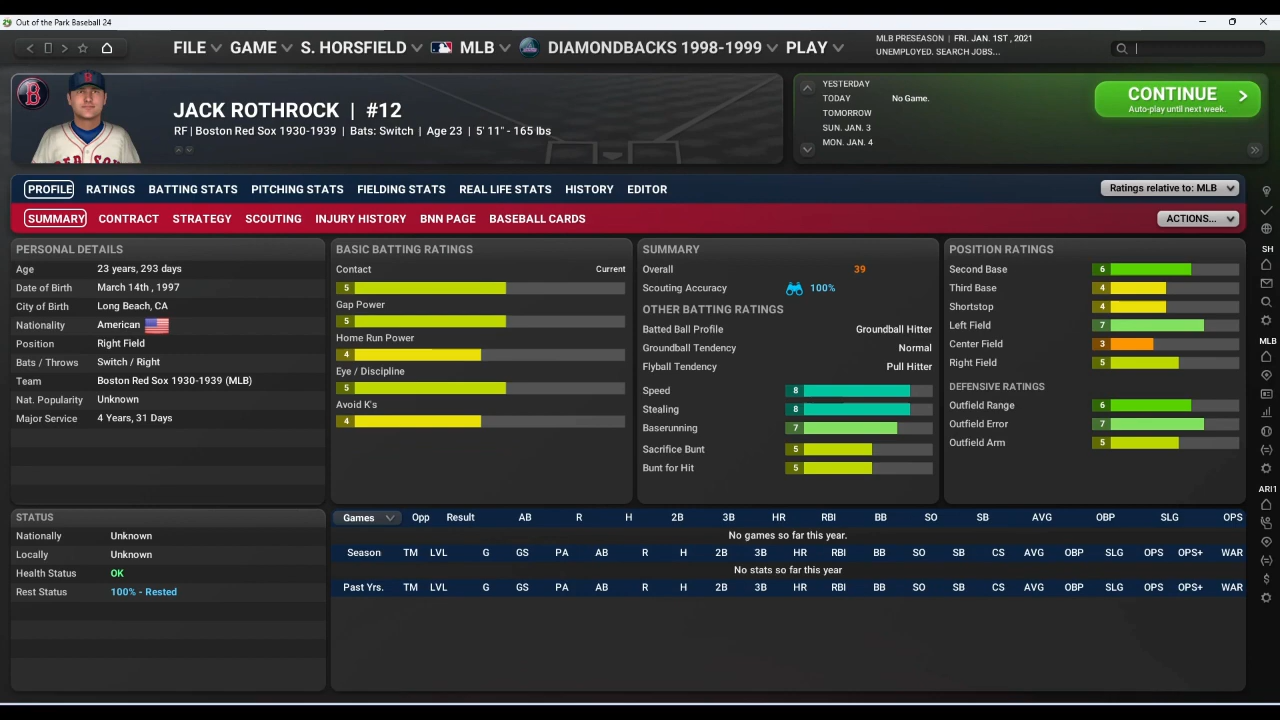 Out of the Park Baseball 24
FILE GAME S. HORSFIELD MLB DIAMONDBACKS 1998-1999 PLAY
MLB PRESEASON | FRI. JAN. 1ST , 2021
UNEMPLOYED. SEARCH JOBS...
JACK ROTHROCK | #12
RF | Boston Red Sox 1930-1939 | Bats: Switch | Age 23 | 5' 11" - 165 lbs
YESTERDAY
TODAY No Game.
TOMORROW
SUN. JAN. 3
MON. JAN. 4
CONTINUE
Auto-play until next week.
PROFILE RATINGS BATTING STATS PITCHING STATS FIELDING STATS REAL LIFE STATS HISTORY EDITOR
Ratings relative to: MLB
SUMMARY CONTRACT STRATEGY SCOUTING INJURY HISTORY BNN PAGE BASEBALL CARDS
ACTIONS...
PERSONAL DETAILS
Age 23 years, 293 days
Date of Birth March 14th , 1997
City of Birth Long Beach, CA
Nationality American
Position Right Field
Bats / Throws Switch / Right
Team Boston Red Sox 1930-1939 (MLB)
Nat. Popularity Unknown
Major Service 4 Years, 31 Days
BASIC BATTING RATINGS
Contact Current
5
Gap Power
5
Home Run Power
4
Eye / Discipline
5
Avoid K's
4
SUMMARY
Overall 39
Scouting Accuracy 100%
OTHER BATTING RATINGS
Batted Ball Profile Groundball Hitter
Groundball Tendency Normal
Flyball Tendency Pull Hitter
Speed 8
Stealing 8
Baserunning 7
Sacrifice Bunt 5
Bunt for Hit 5
POSITION RATINGS
Second Base 6
Third Base 4
Shortstop 4
Left Field 7
Center Field 3
Right Field 5
DEFENSIVE RATINGS
Outfield Range 6
Outfield Error 7
Outfield Arm 5
SH
MLB
ARI1
STATUS
Nationally Unknown
Locally Unknown
Health Status OK
Rest Status 100% - Rested
Games Opp Result AB R H 2B 3B HR RBI BB SO SB AVG OBP SLG OPS
No games so far this year.
Season TM LVL G GS PA AB R H 2B 3B HR RBI BB SO SB CS AVG OBP SLG OPS OPS+ WAR
No stats so far this year
Past Yrs. TM LVL G GS PA AB R H 2B 3B HR RBI BB SO SB CS AVG OBP SLG OPS OPS+ WAR